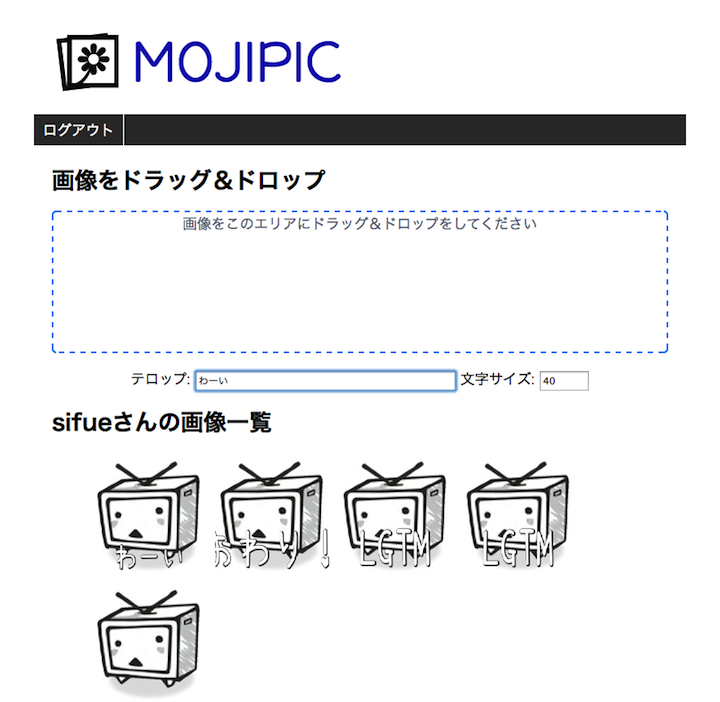 MOJIPIC
ログアウト
画像をドラッグ＆ドロップ
画像をこのエリアにドラッグ＆ドロップをしてください
テロップ: わーい 文字サイズ: 40
sifueさんの画像一覧
わーい おわり！ LGTM LGTM